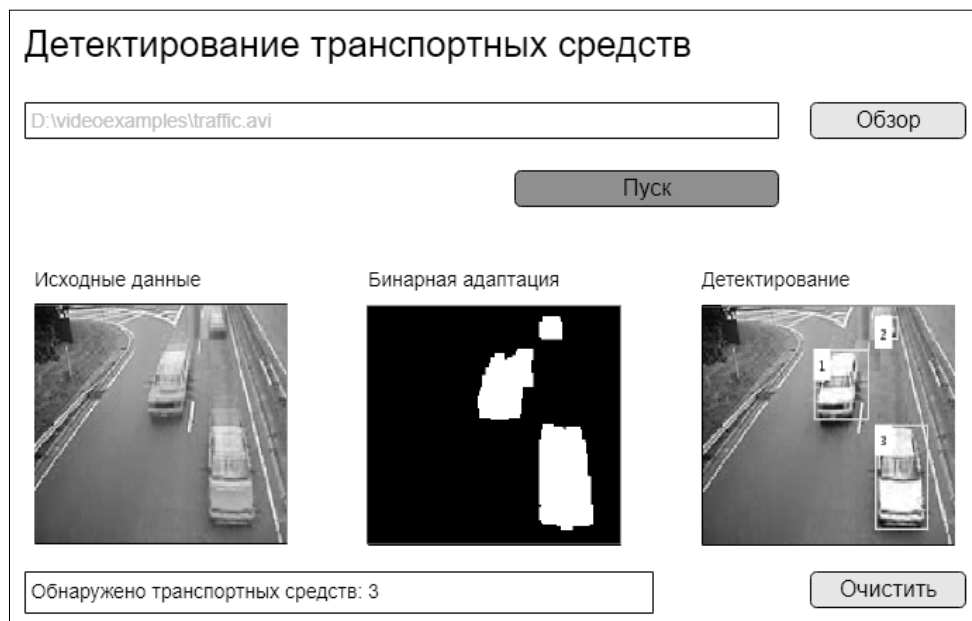 Детектирование транспортных средств
D:\videoexamples\traffic.avi
Обзор
Пуск
Исходные данные
Бинарная адаптация
Детектирование
1
2
3
Обнаружено транспортных средств: 3
Очистить